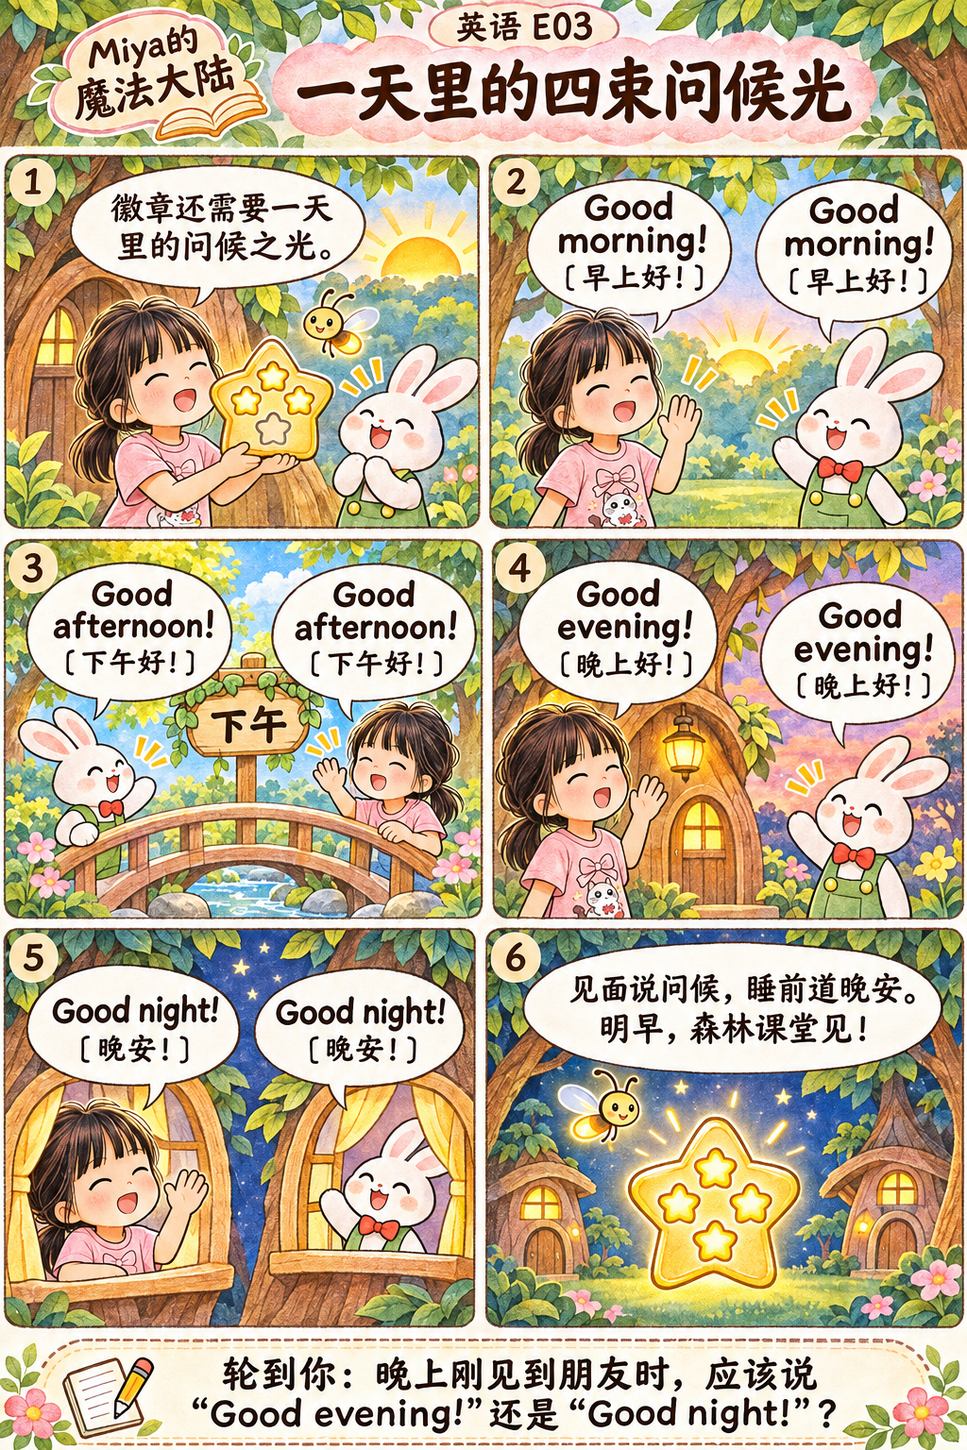 Miya的
魔法大陆
英语 E03
一天里的四束问候光
1
徽章还需要一天
里的问候之光。
2
Good
morning!
[早上好！]
Good
morning!
[早上好！]
3
Good
afternoon!
[下午好！]
Good
afternoon!
[下午好！]
下午
4
Good
evening!
[晚上好！]
Good
evening!
[晚上好！]
5
Good night!
[晚安！]
Good night!
[晚安！]
6
见面说问候，睡前道晚安。
明早，森林课堂见！
轮到你：晚上刚见到朋友时，应该说
“Good evening!”还是“Good night!”？